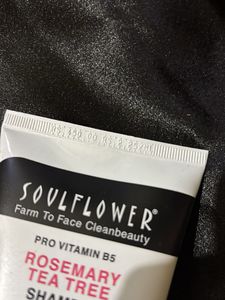 SOULFLOWER®
Farm To Face Cleanbeauty
PRO VITAMIN B5
ROSEMARY
TEA TREE